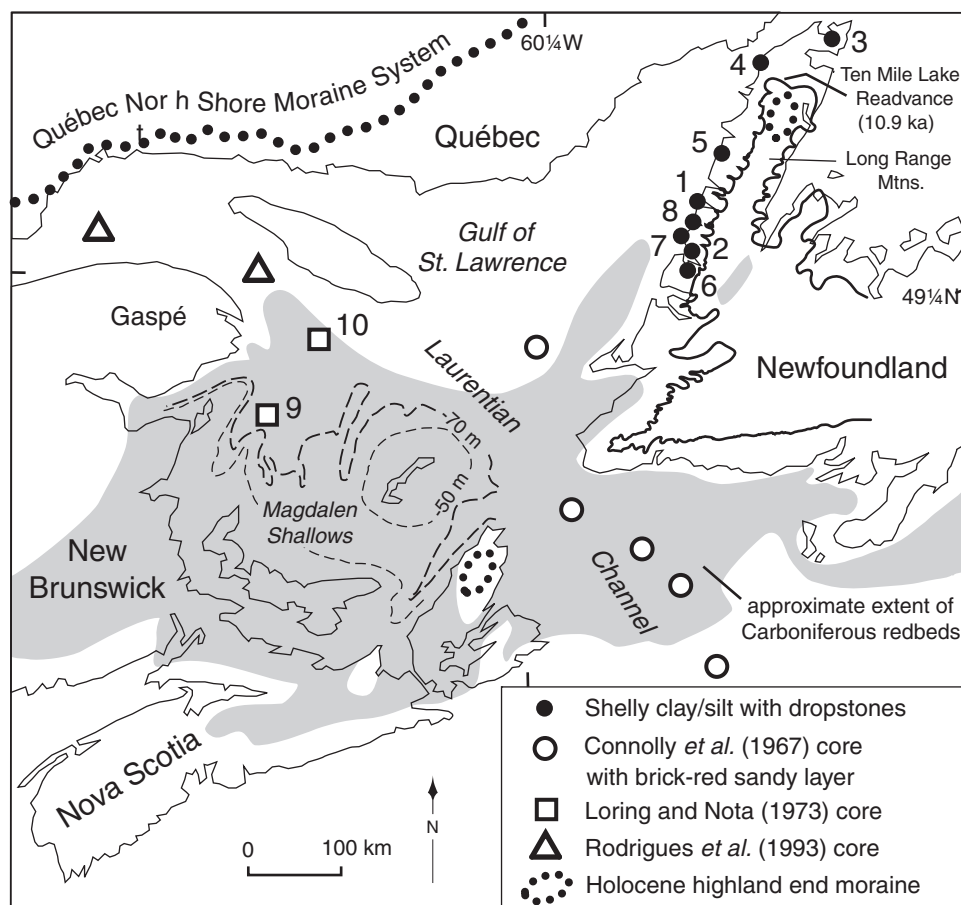 60¼W
3
4
Ten Mile Lake
Readvance
(10.9 ka)
Québec Nor h Shore Moraine System
t
Québec
5
Long Range
Mtns.
1
8
7
2
6
Gulf of
St. Lawrence
49¼N
Gaspé
10
Laurentian
Newfoundland
9
70 m
50 m
Magdalen
Shallows
New
Brunswick
Channel
approximate extent of
Carboniferous redbeds
Nova Scotia
N
0 100 km
Shelly clay/silt with dropstones
Connolly et al. (1967) core
with brick-red sandy layer
Loring and Nota (1973) core
Rodrigues et al. (1993) core
Holocene highland end moraine